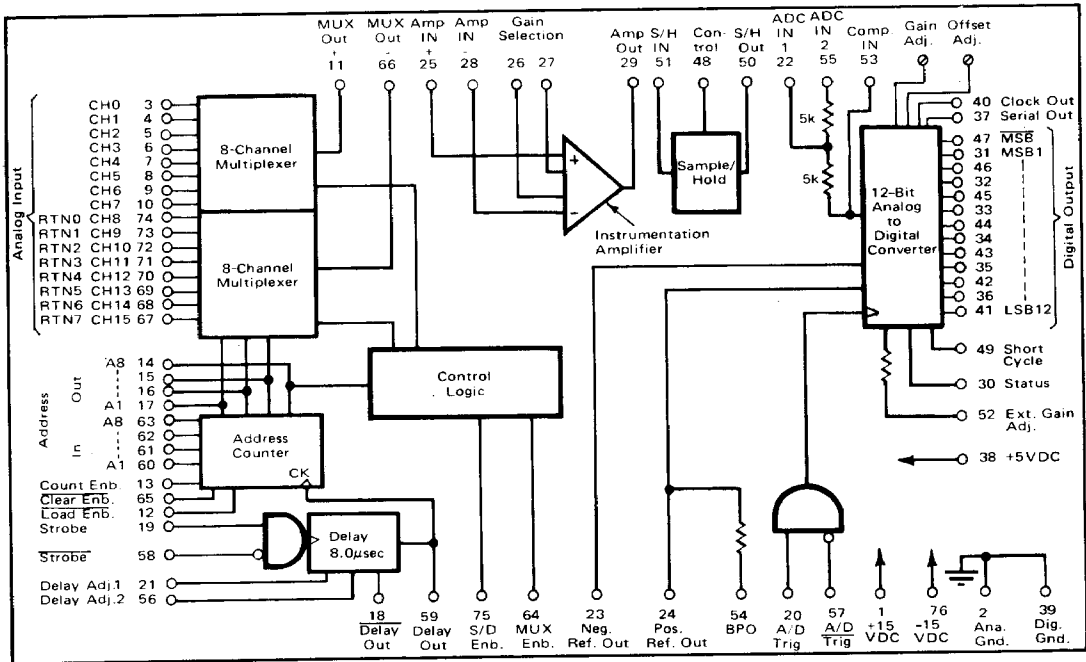 MUX Out + 11
MUX Out - 66
Amp IN + 25
Amp IN - 28
Gain Selection 26 27
Amp Out 29
S/H IN 51
Control 48
S/H Out 50
ADC IN 1 22
ADC IN 2 55
Comp. IN 53
Gain Adj.
Offset Adj.
Analog Input
CH0 3
CH1 4
CH2 5
CH3 6
CH4 7
CH5 8
CH6 9
CH7 10
RTN0 CH8 74
RTN1 CH9 73
RTN2 CH10 72
RTN3 CH11 71
RTN4 CH12 70
RTN5 CH13 69
RTN6 CH14 68
RTN7 CH15 67
8-Channel
Multiplexer
8-Channel
Multiplexer
Instrumentation
Amplifier
+
-
Sample/
Hold
5k
5k
12-Bit
Analog
to
Digital
Converter
40 Clock Out
37 Serial Out
47 MSB
31 MSB1
46
32
45
33
44
34
43
35
42
36
41 LSB12
Digital Output
49 Short
Cycle
30 Status
52 Ext. Gain
Adj.
38 +5VDC
Address
Out
A8 14
15
16
A1 17
In
A8 63
62
61
A1 60
Count Enb. 13
Clear Enb. 65
Load Enb. 12
Strobe 19
Strobe 58
Delay Adj.1 21
Delay Adj.2 56
Address
Counter
CK
Control
Logic
Delay
8.0μsec
18 Delay Out
59 Delay Out
75 S/D Enb.
64 MUX Enb.
23 Neg. Ref. Out
24 Pos. Ref. Out
54 BPO
20 A/D Trig
57 A/D Trig
1 +15 VDC
76 -15 VDC
2 Ana. Gnd.
39 Dig. Gnd.